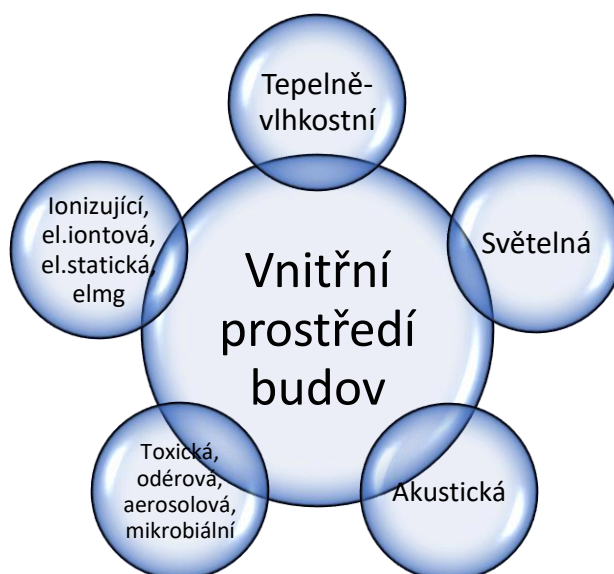 Tepelně-
vlhkostní
Světelná
Akustická
Toxická,
odérová,
aerosolová,
mikrobiální
Ionizující,
el.iontová,
el.statická,
elmg
Vnitřní
prostředí
budov